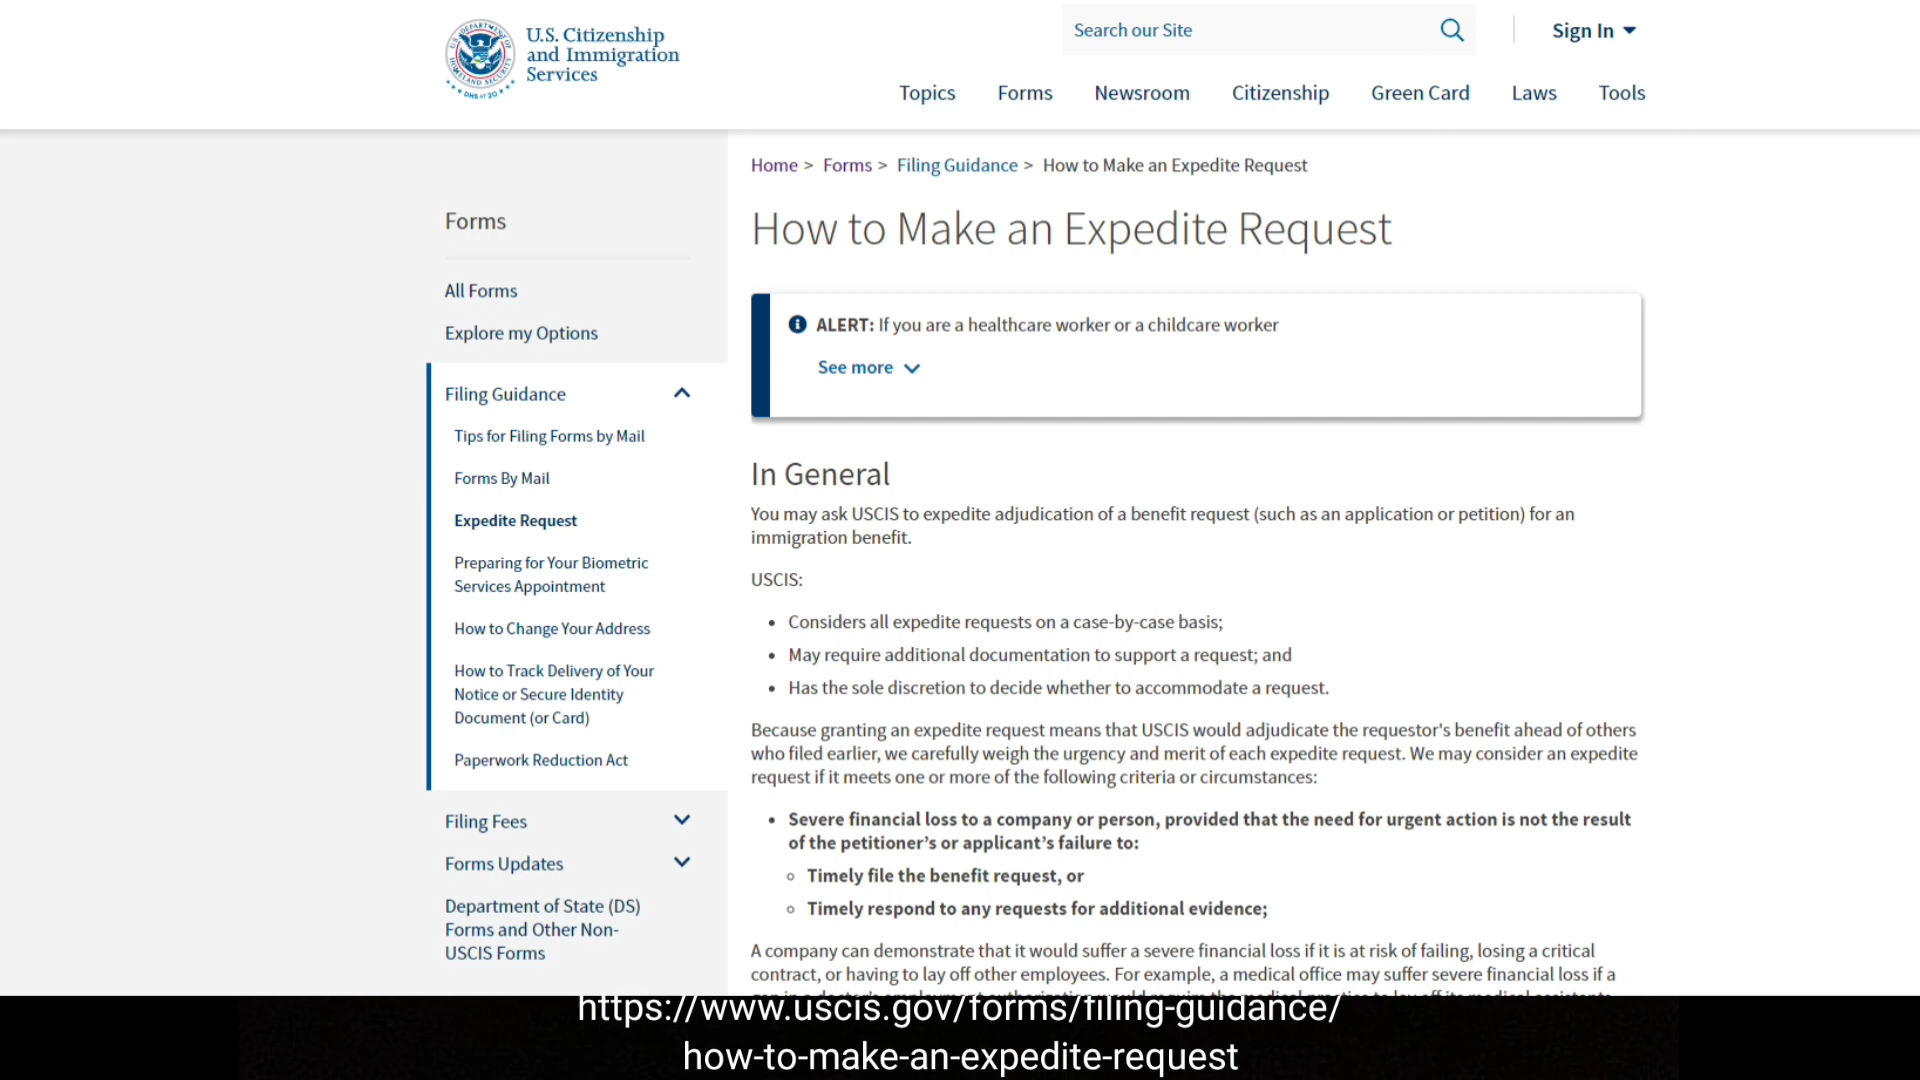 U.S. Citizenship
and Immigration
Services
Search our Site
Sign In
Topics
Forms
Newsroom
Citizenship
Green Card
Laws
Tools
Home > Forms > Filing Guidance > How to Make an Expedite Request
Forms
All Forms
Explore my Options
Filing Guidance
Tips for Filing Forms by Mail
Forms By Mail
Expedite Request
Preparing for Your Biometric
Services Appointment
How to Change Your Address
How to Track Delivery of Your
Notice or Secure Identity
Document (or Card)
Paperwork Reduction Act
Filing Fees
Forms Updates
Department of State (DS)
Forms and Other Non-
USCIS Forms
How to Make an Expedite Request
ALERT: If you are a healthcare worker or a childcare worker
See more
In General
You may ask USCIS to expedite adjudication of a benefit request (such as an application or petition) for an
immigration benefit.
USCIS:
• Considers all expedite requests on a case-by-case basis;
• May require additional documentation to support a request; and
• Has the sole discretion to decide whether to accommodate a request.
Because granting an expedite request means that USCIS would adjudicate the requestor's benefit ahead of others
who filed earlier, we carefully weigh the urgency and merit of each expedite request. We may consider an expedite
request if it meets one or more of the following criteria or circumstances:
• Severe financial loss to a company or person, provided that the need for urgent action is not the result
of the petitioner’s or applicant’s failure to:
○ Timely file the benefit request, or
○ Timely respond to any requests for additional evidence;
A company can demonstrate that it would suffer a severe financial loss if it is at risk of failing, losing a critical
contract, or having to lay off other employees. For example, a medical office may suffer severe financial loss if a
https://www.uscis.gov/forms/filing-guidance/
how-to-make-an-expedite-request